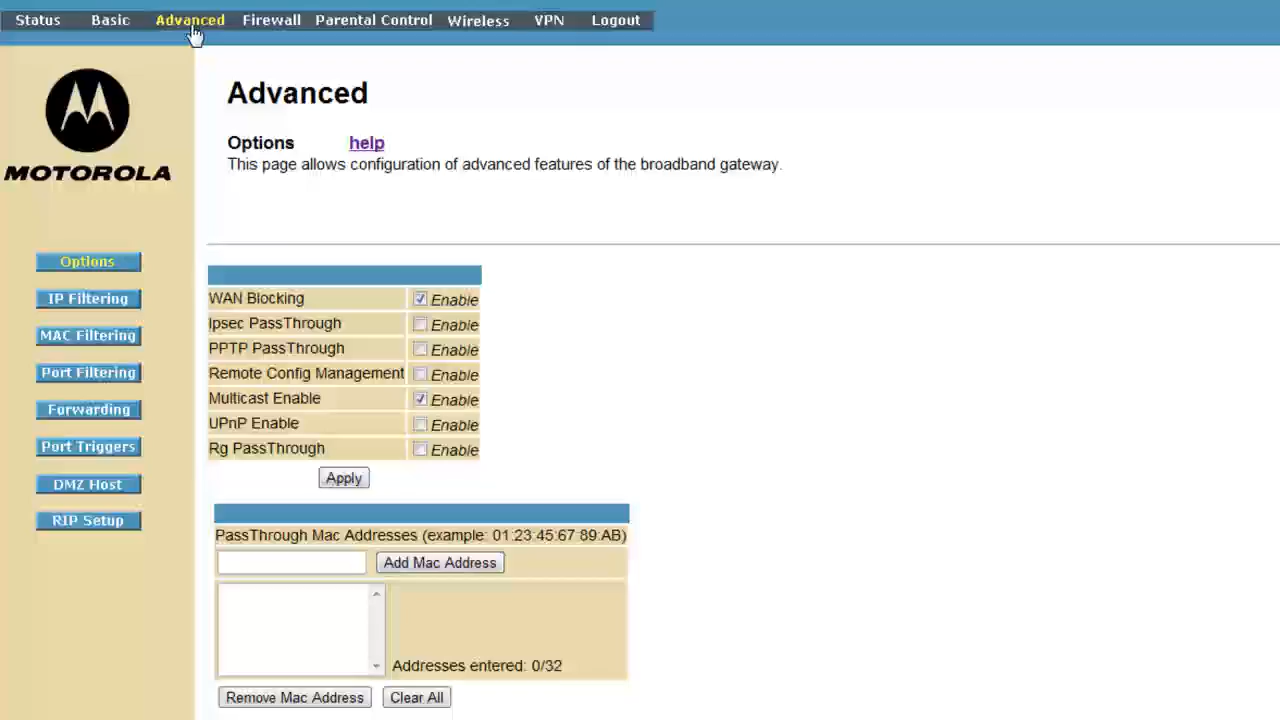 Status Basic Advanced Firewall Parental Control Wireless VPN Logout
MOTOROLA
Advanced
Options help
This page allows configuration of advanced features of the broadband gateway.
Options
IP Filtering
MAC Filtering
Port Filtering
Forwarding
Port Triggers
DMZ Host
RIP Setup
WAN Blocking Enable
Ipsec PassThrough Enable
PPTP PassThrough Enable
Remote Config Management Enable
Multicast Enable Enable
UPnP Enable Enable
Rg PassThrough Enable
Apply
PassThrough Mac Addresses (example: 01:23:45:67:89:AB)
Add Mac Address
Addresses entered: 0/32
Remove Mac Address Clear All